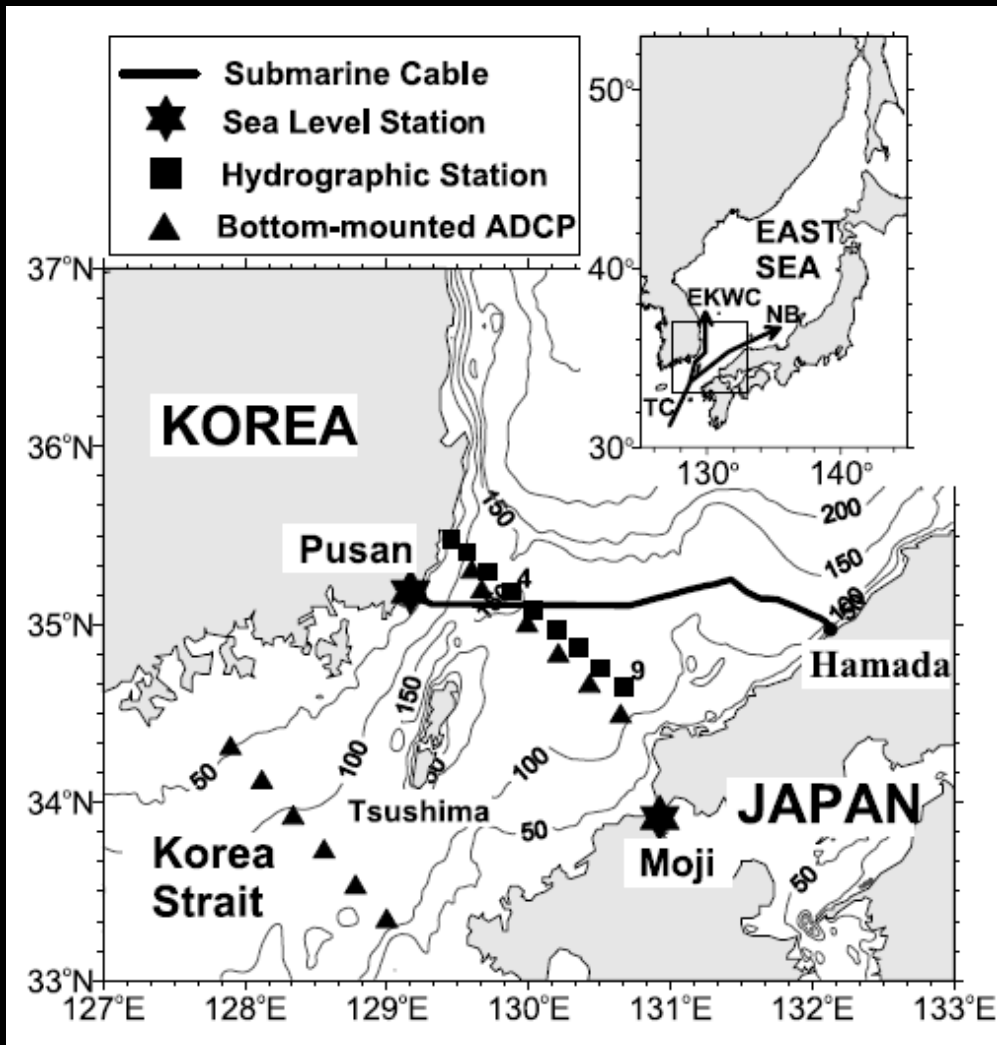 Submarine Cable
Sea Level Station
Hydrographic Station
Bottom-mounted ADCP
50°
40°
30°
130°
140°
EAST
SEA
EKWC
NB
TC
37°N
36°N
35°N
34°N
33°N
127°E
128°E
129°E
130°E
131°E
132°E
133°E
KOREA
Pusan
150
200
150
4
100
Hamada
9
150
50
100
100
50
Tsushima
Korea
Strait
JAPAN
Moji
50